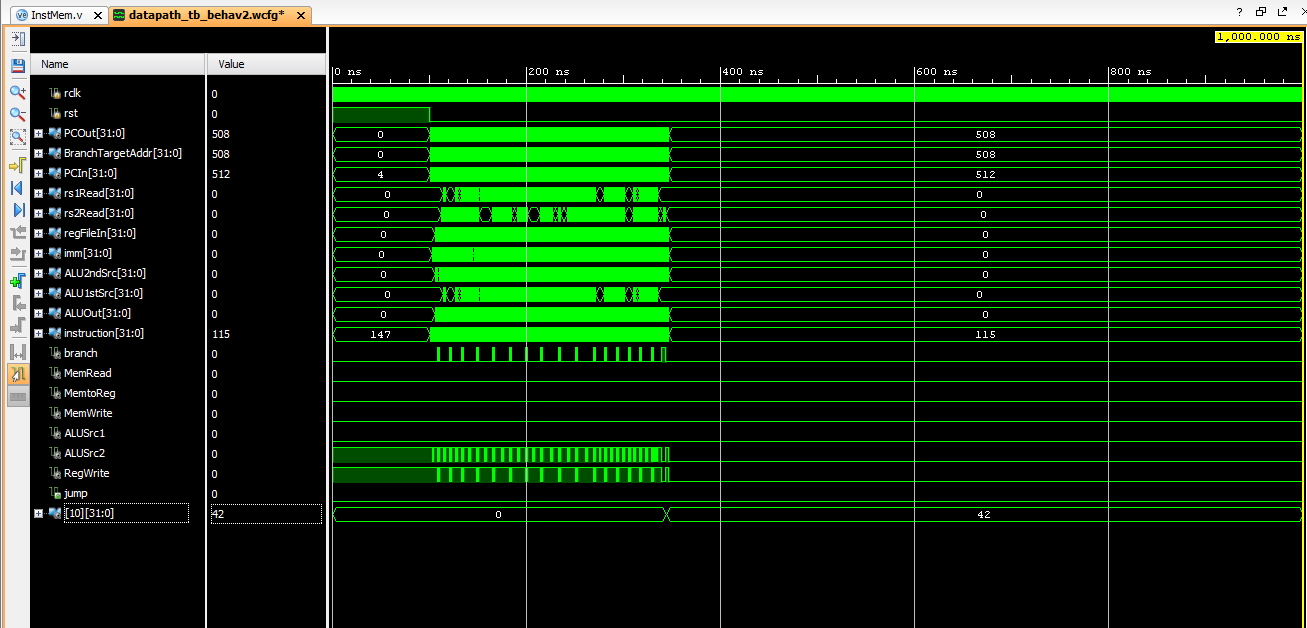 InstMem.v datapath_tb_behav2.wcfg*
1,000.000 ns
Name Value 0 ns 200 ns 400 ns 600 ns 800 ns
rclk 0
rst 0
PCOut[31:0] 508 0 508
BranchTargetAddr[31:0] 508 0 508
PCIn[31:0] 512 4 512
rs1Read[31:0] 0 0 0
rs2Read[31:0] 0 0 0
regFileIn[31:0] 0 0 0
imm[31:0] 0 0 0
ALU2ndSrc[31:0] 0 0 0
ALU1stSrc[31:0] 0 0 0
ALUOut[31:0] 0 0 0
instruction[31:0] 115 147 115
branch 0
MemRead 0
MemtoReg 0
MemWrite 0
ALUSrc1 0
ALUSrc2 0
RegWrite 0
jump 0
[10][31:0] 42 0 42